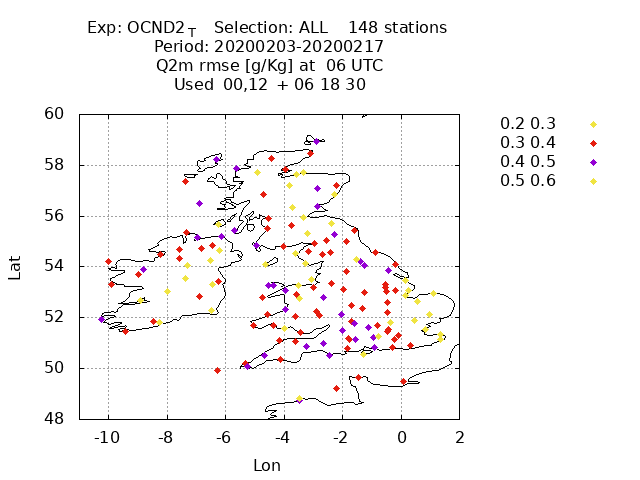 Exp: OCND2 T Selection: ALL 148 stations
Period: 20200203-20200217
Q2m rmse [g/Kg] at 06 UTC
Used 00,12 + 06 18 30
0.2 0.3
0.3 0.4
0.4 0.5
0.5 0.6
60
58
56
54
52
50
48
Lat
-10 -8 -6 -4 -2 0 2
Lon